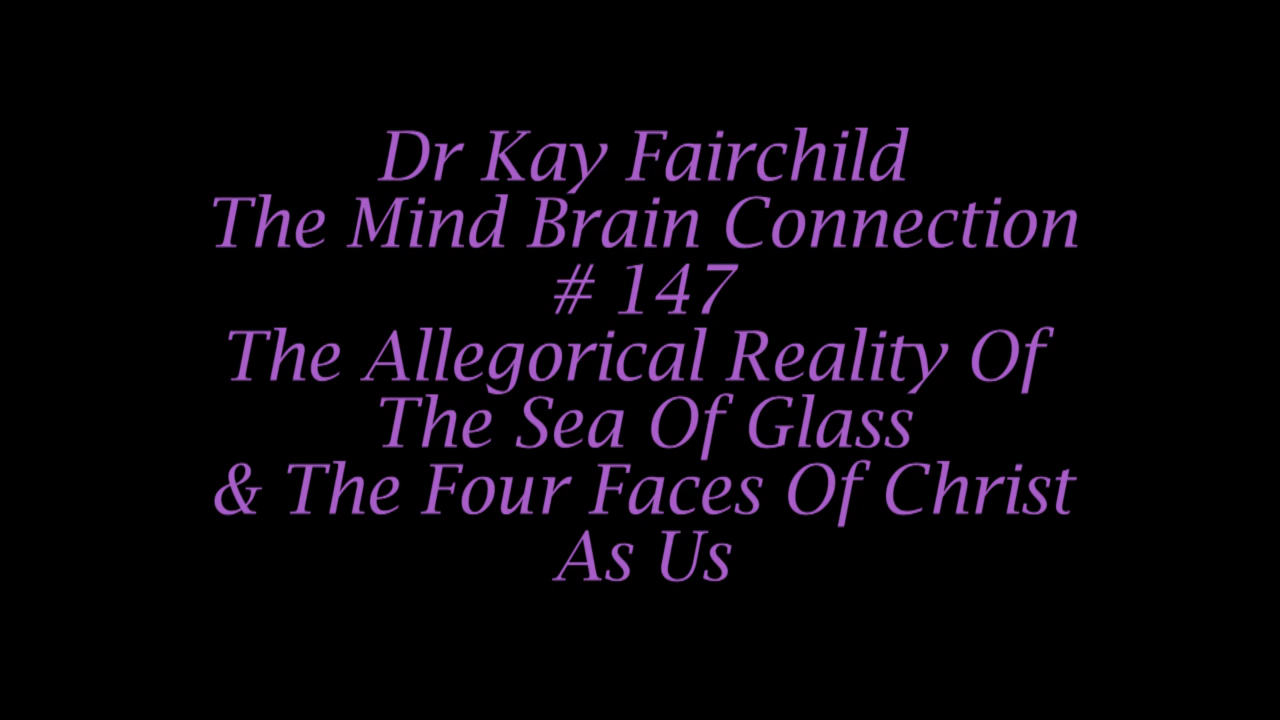 Dr Kay Fairchild
The Mind Brain Connection
# 147
The Allegorical Reality Of
The Sea Of Glass
& The Four Faces Of Christ
As Us